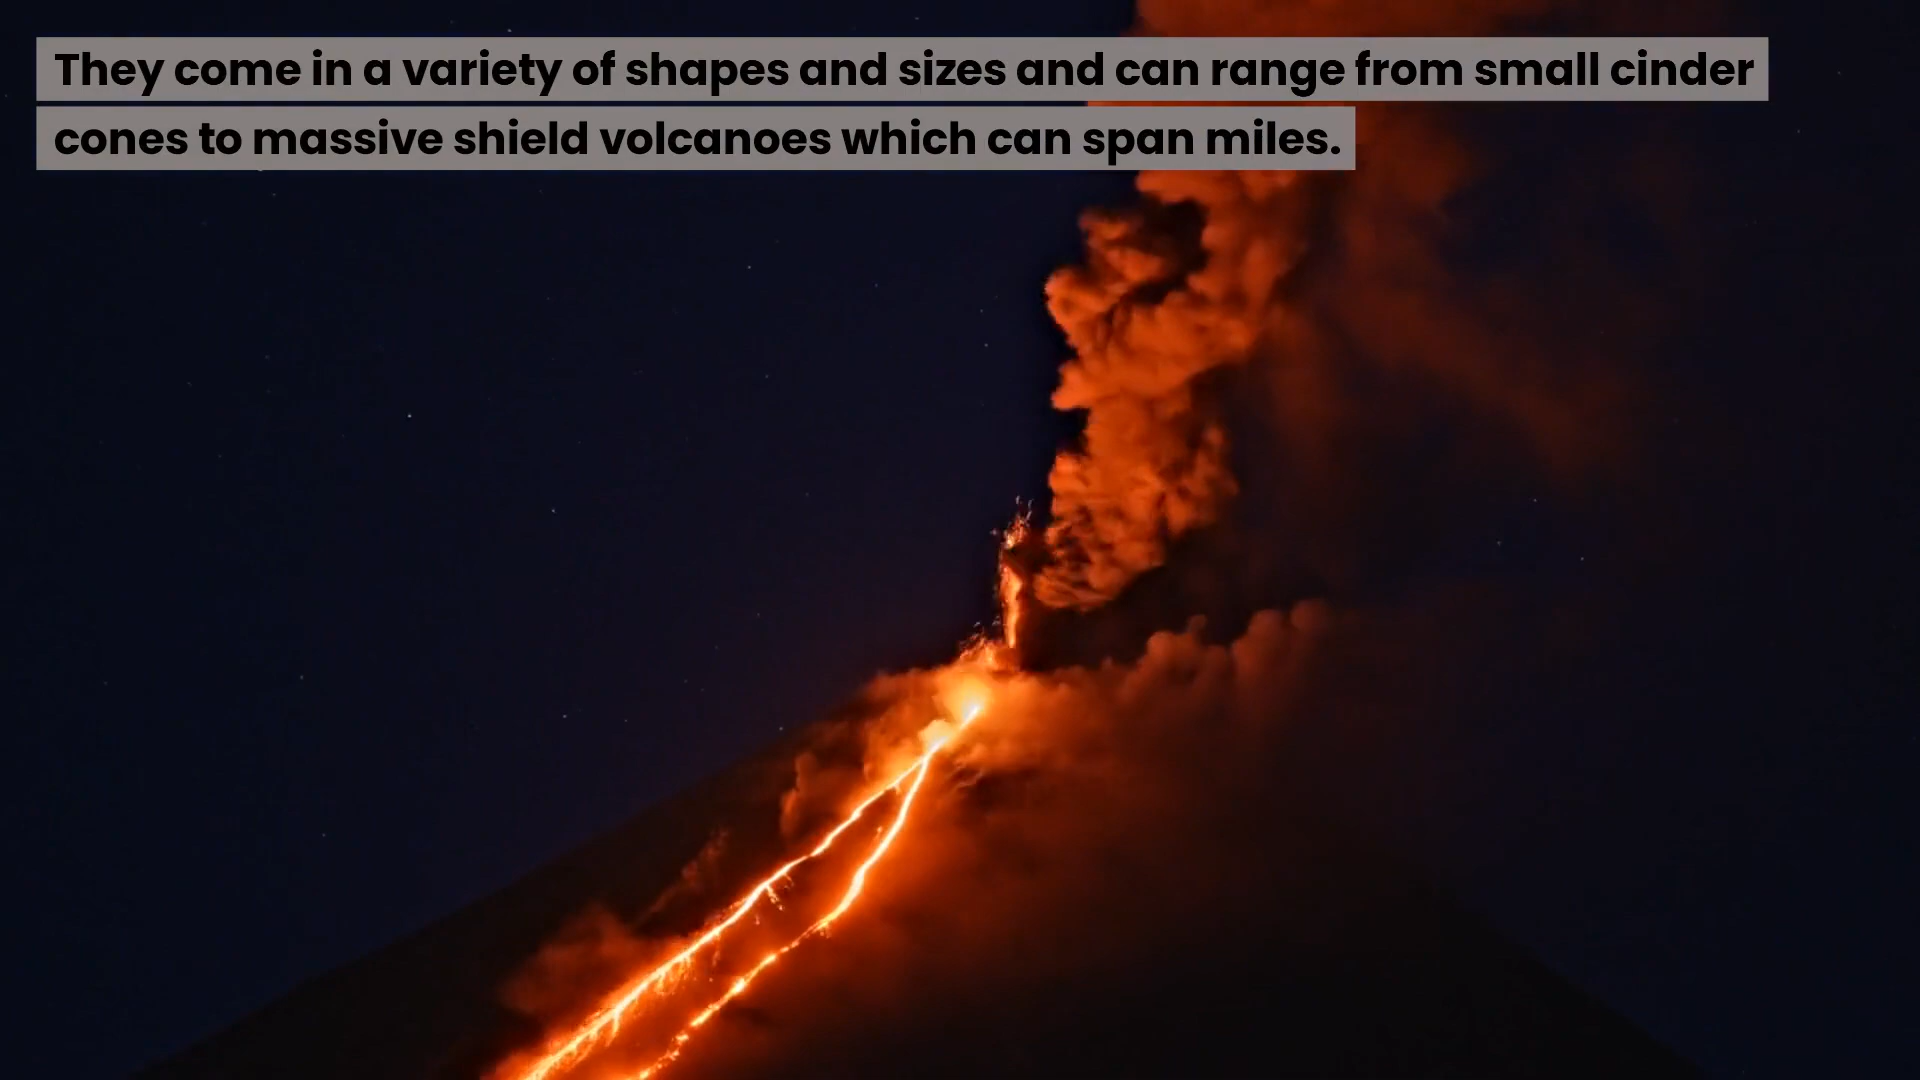 They come in a variety of shapes and sizes and can range from small cinder
cones to massive shield volcanoes which can span miles.